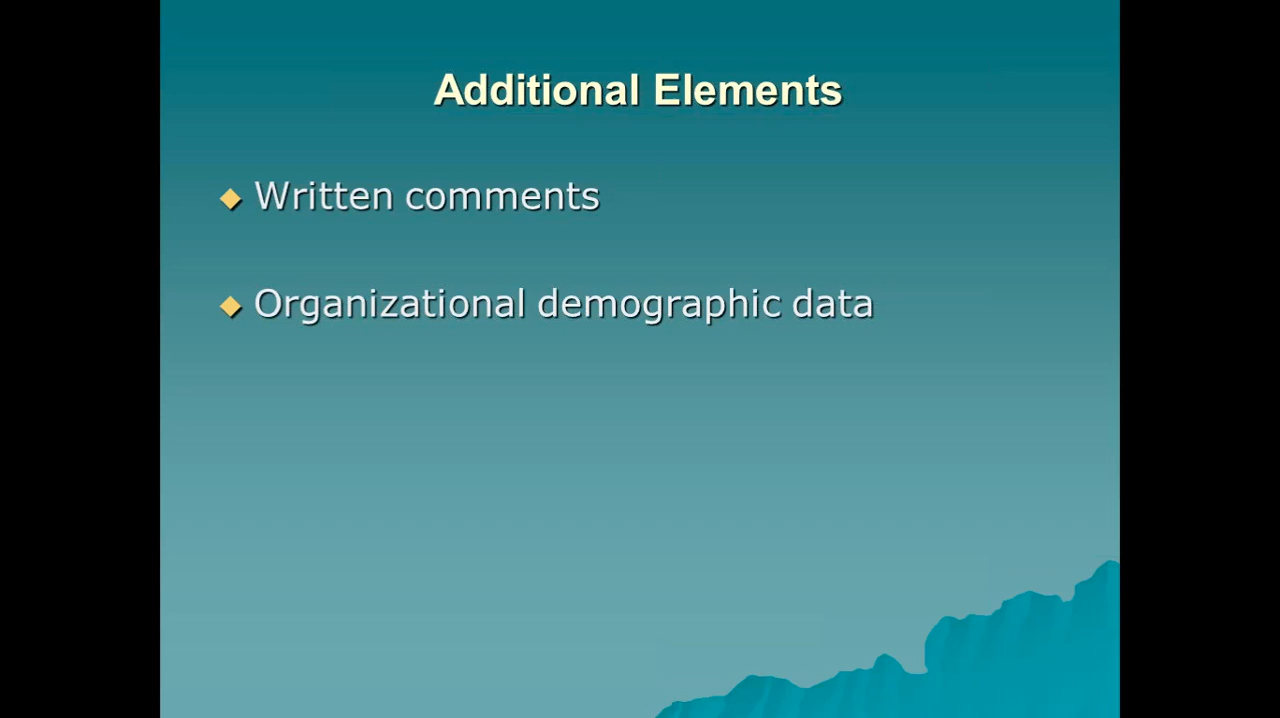 Additional Elements
Written comments
Organizational demographic data